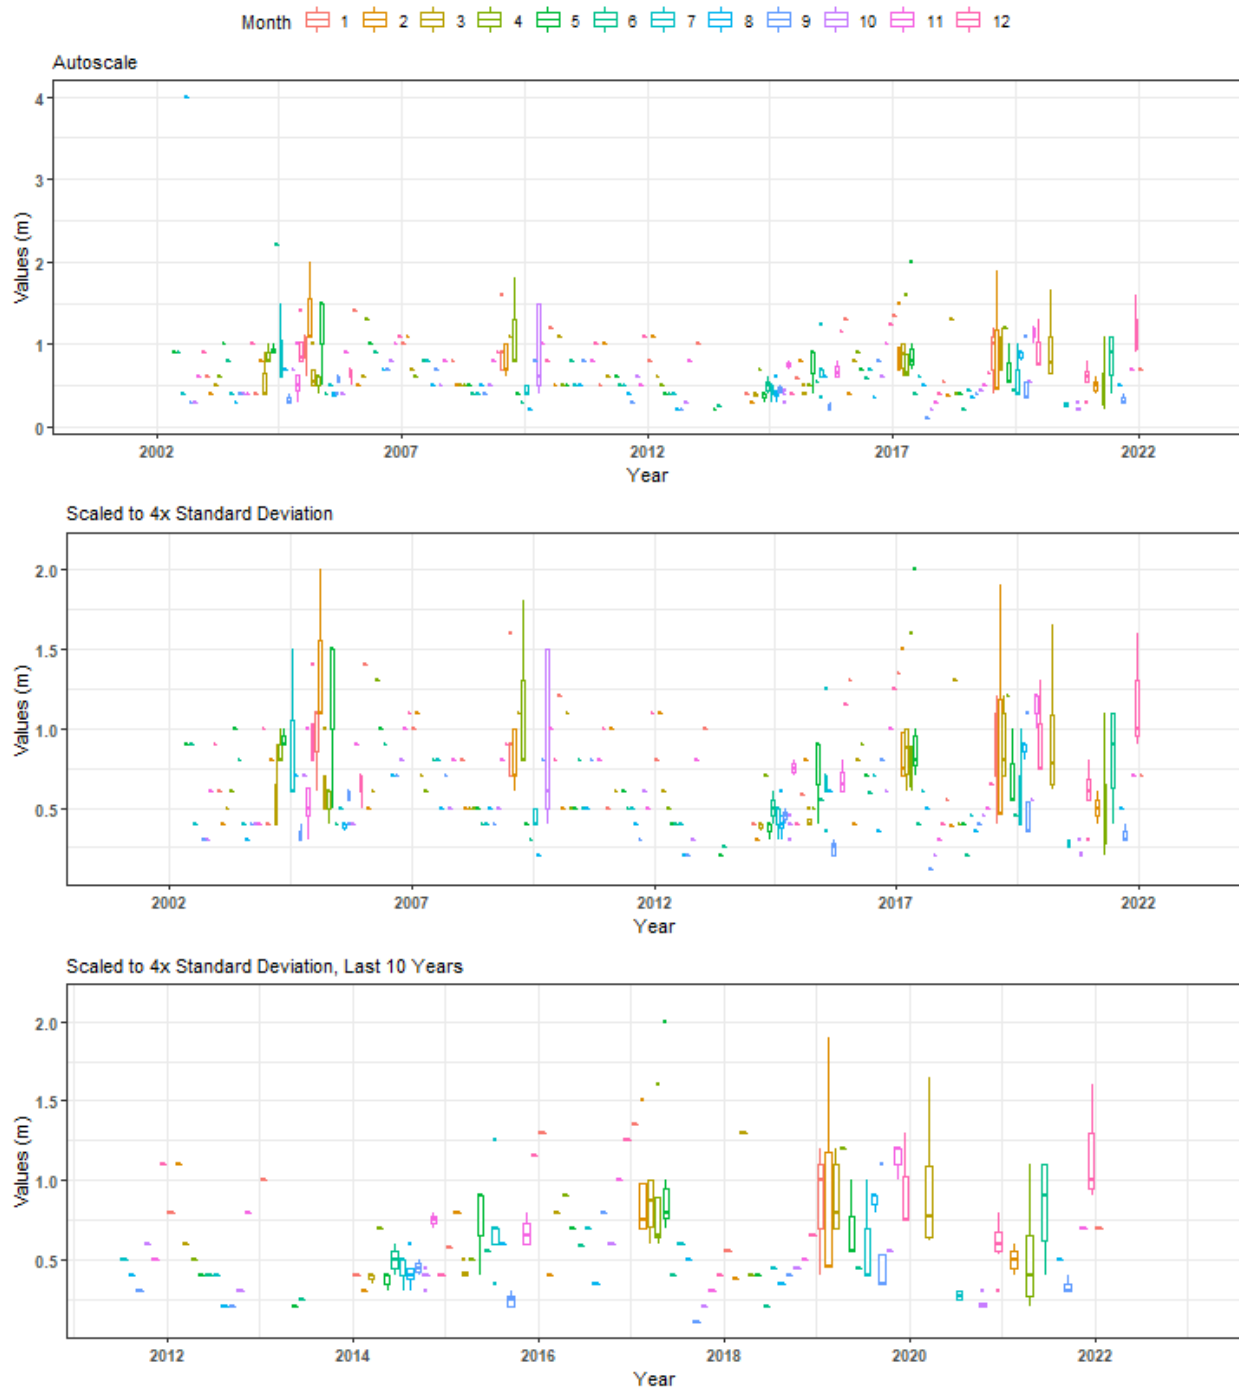 Month 1 2 3 4 5 6 7 8 9 10 11 12
Autoscale
4
3
2
1
0
Values (m)
2002 2007 2012 2017 2022
Year
Scaled to 4x Standard Deviation
2.0
1.5
1.0
0.5
Values (m)
2002 2007 2012 2017 2022
Year
Scaled to 4x Standard Deviation, Last 10 Years
2.0
1.5
1.0
0.5
Values (m)
2012 2014 2016 2018 2020 2022
Year